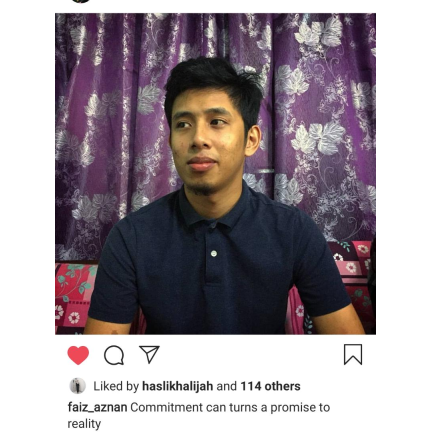 Liked by haslikhalijah and 114 others
faiz_aznan Commitment can turns a promise to
reality